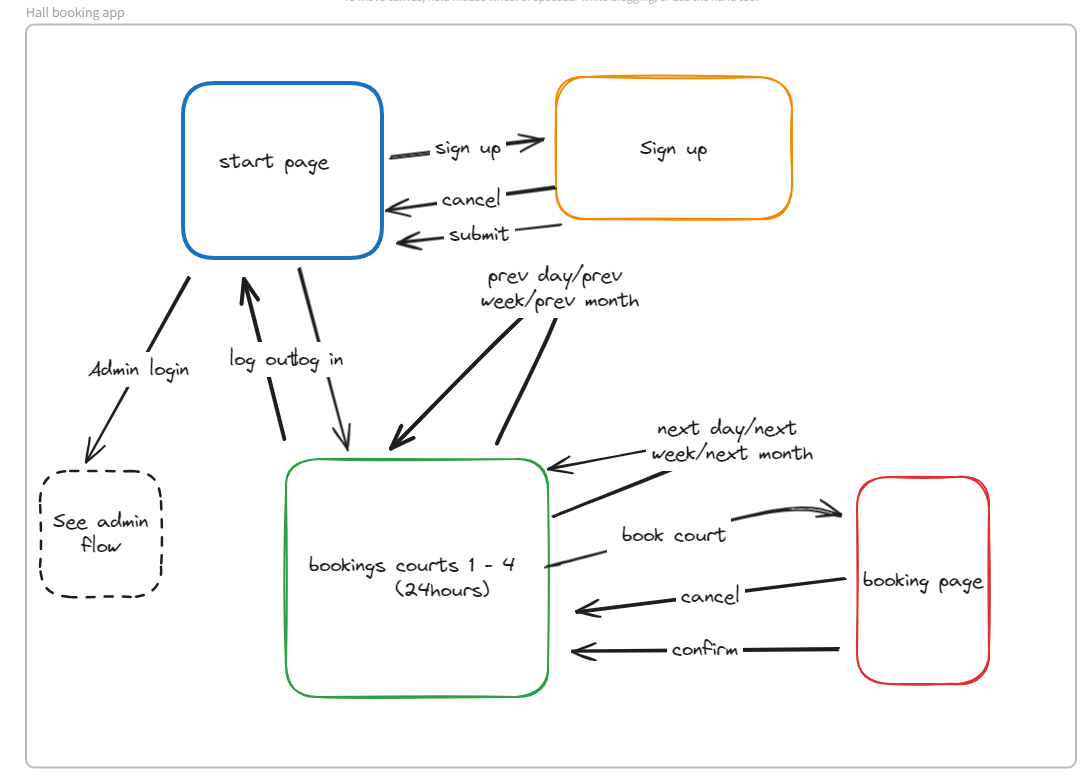 Hall booking app
start page
sign up
Sign up
cancel
submit
prev day/prev
week/prev month
Admin login
log out
log in
next day/next
week/next month
See admin
flow
book court
bookings courts 1 - 4
(24hours)
cancel
booking page
confirm